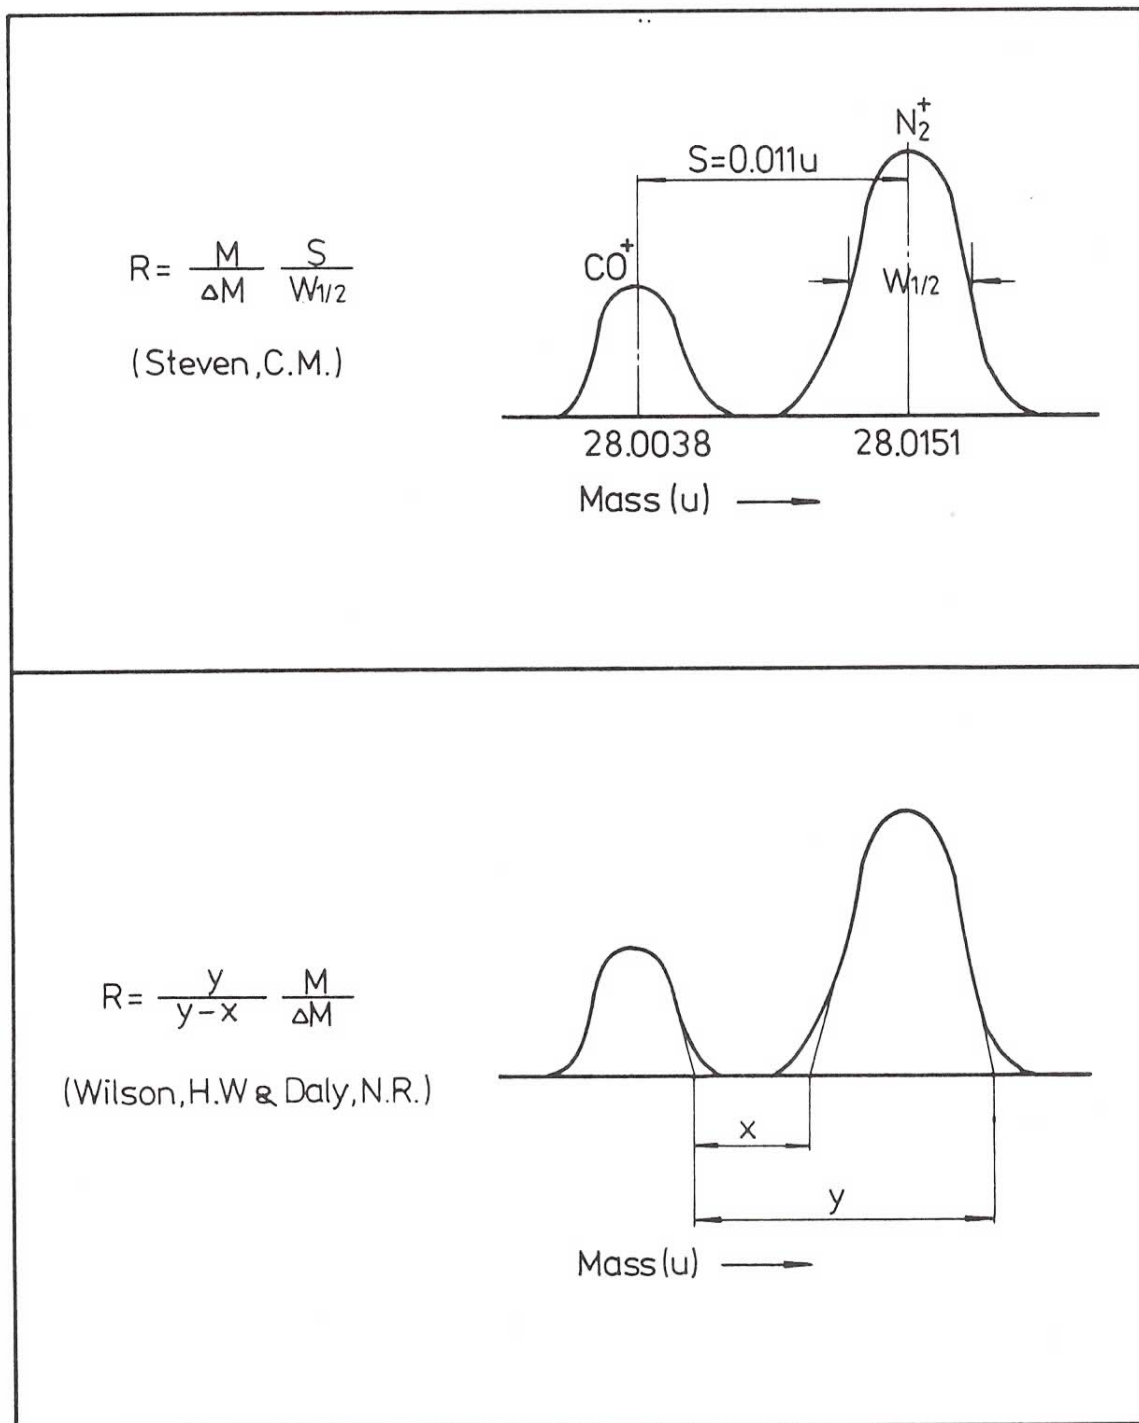 N₂⁺
S=0.011u
CO⁺
R= M/ΔM S/W1/2
W1/2
(Steven,C.M.)
28.0038 28.0151
Mass (u)
R= y/y-x M/ΔM
(Wilson,H.W & Daly,N.R.)
x
y
Mass (u)